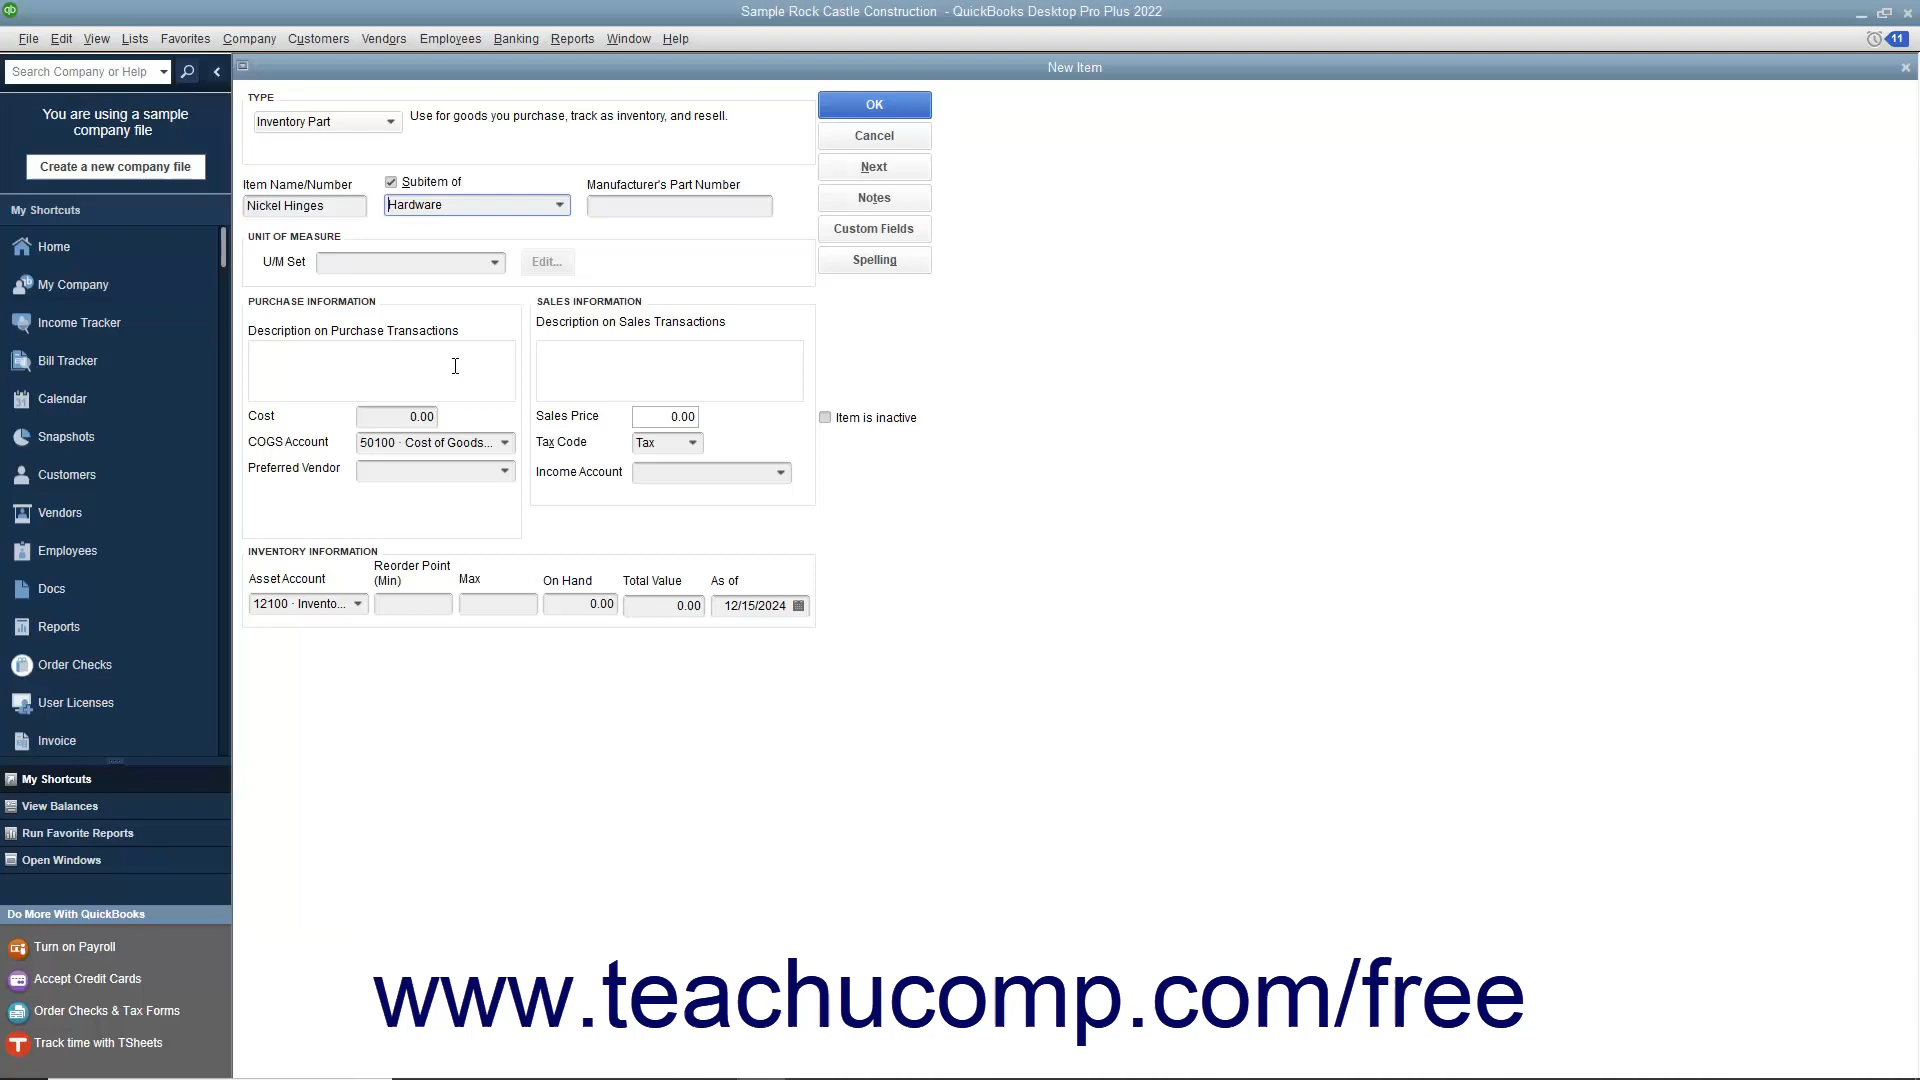 Sample Rock Castle Construction - QuickBooks Desktop Pro Plus 2022
File Edit View Lists Favorites Company Customers Vendors Employees Banking Reports Window Help
11
Search Company or Help
New Item
You are using a sample
company file
Create a new company file
My Shortcuts
Home
My Company
Income Tracker
Bill Tracker
Calendar
Snapshots
Customers
Vendors
Employees
Docs
Reports
Order Checks
User Licenses
Invoice
My Shortcuts
View Balances
Run Favorite Reports
Open Windows
Do More With QuickBooks
Turn on Payroll
Accept Credit Cards
Order Checks & Tax Forms
Track time with TSheets
TYPE
Inventory Part
Use for goods you purchase, track as inventory, and resell.
OK
Cancel
Next
Notes
Custom Fields
Spelling
Item Name/Number
Subitem of
Manufacturer's Part Number
Nickel Hinges
Hardware
UNIT OF MEASURE
U/M Set
Edit...
PURCHASE INFORMATION
Description on Purchase Transactions
Cost
0.00
COGS Account
50100 · Cost of Goods...
Preferred Vendor
SALES INFORMATION
Description on Sales Transactions
Sales Price
0.00
Tax Code
Tax
Income Account
Item is inactive
INVENTORY INFORMATION
Asset Account
Reorder Point
(Min)
Max
On Hand
Total Value
As of
12100 · Invento...
0.00
0.00
12/15/2024
www.teachucomp.com/free